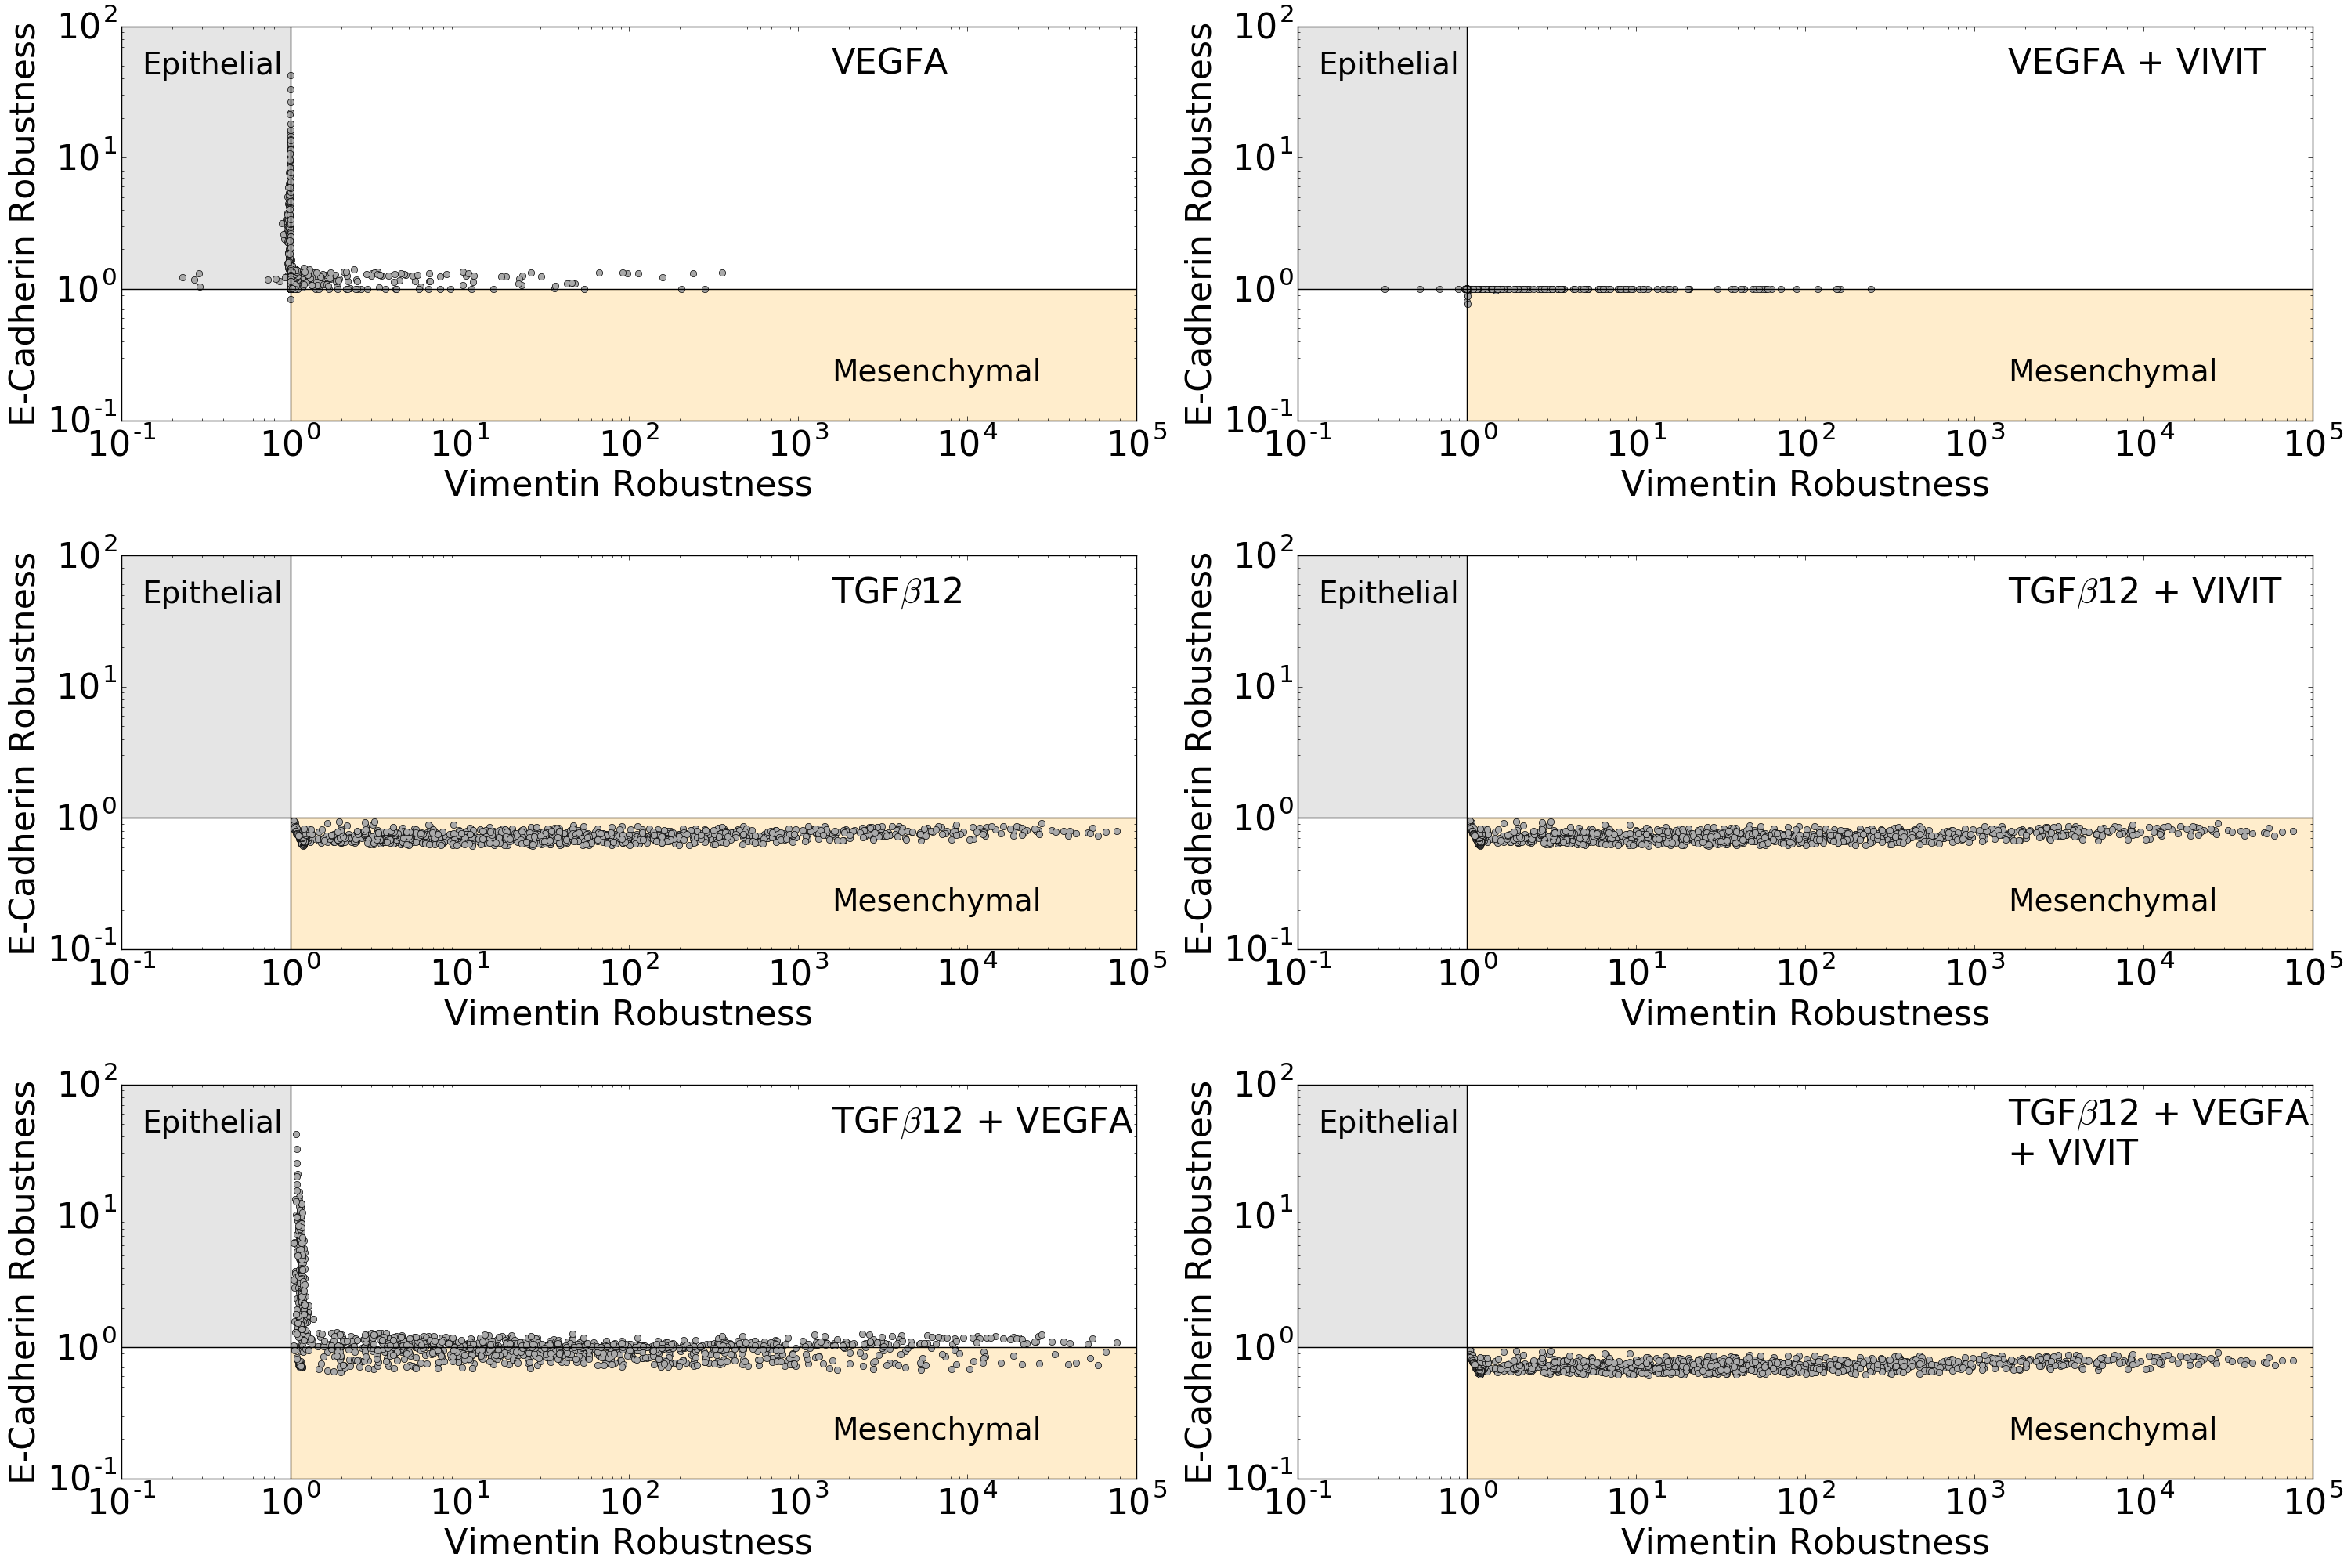 E-Cadherin Robustness
10^2
10^1
10^0
10^-1
Epithelial
VEGFA
Mesenchymal
10^-1 10^0 10^1 10^2 10^3 10^4 10^5
Vimentin Robustness
E-Cadherin Robustness
10^2
10^1
10^0
10^-1
Epithelial
VEGFA + VIVIT
Mesenchymal
10^-1 10^0 10^1 10^2 10^3 10^4 10^5
Vimentin Robustness
E-Cadherin Robustness
10^2
10^1
10^0
10^-1
Epithelial
TGFβ12
Mesenchymal
10^-1 10^0 10^1 10^2 10^3 10^4 10^5
Vimentin Robustness
E-Cadherin Robustness
10^2
10^1
10^0
10^-1
Epithelial
TGFβ12 + VIVIT
Mesenchymal
10^-1 10^0 10^1 10^2 10^3 10^4 10^5
Vimentin Robustness
E-Cadherin Robustness
10^2
10^1
10^0
10^-1
Epithelial
TGFβ12 + VEGFA
Mesenchymal
10^-1 10^0 10^1 10^2 10^3 10^4 10^5
Vimentin Robustness
E-Cadherin Robustness
10^2
10^1
10^0
10^-1
Epithelial
TGFβ12 + VEGFA
+ VIVIT
Mesenchymal
10^-1 10^0 10^1 10^2 10^3 10^4 10^5
Vimentin Robustness